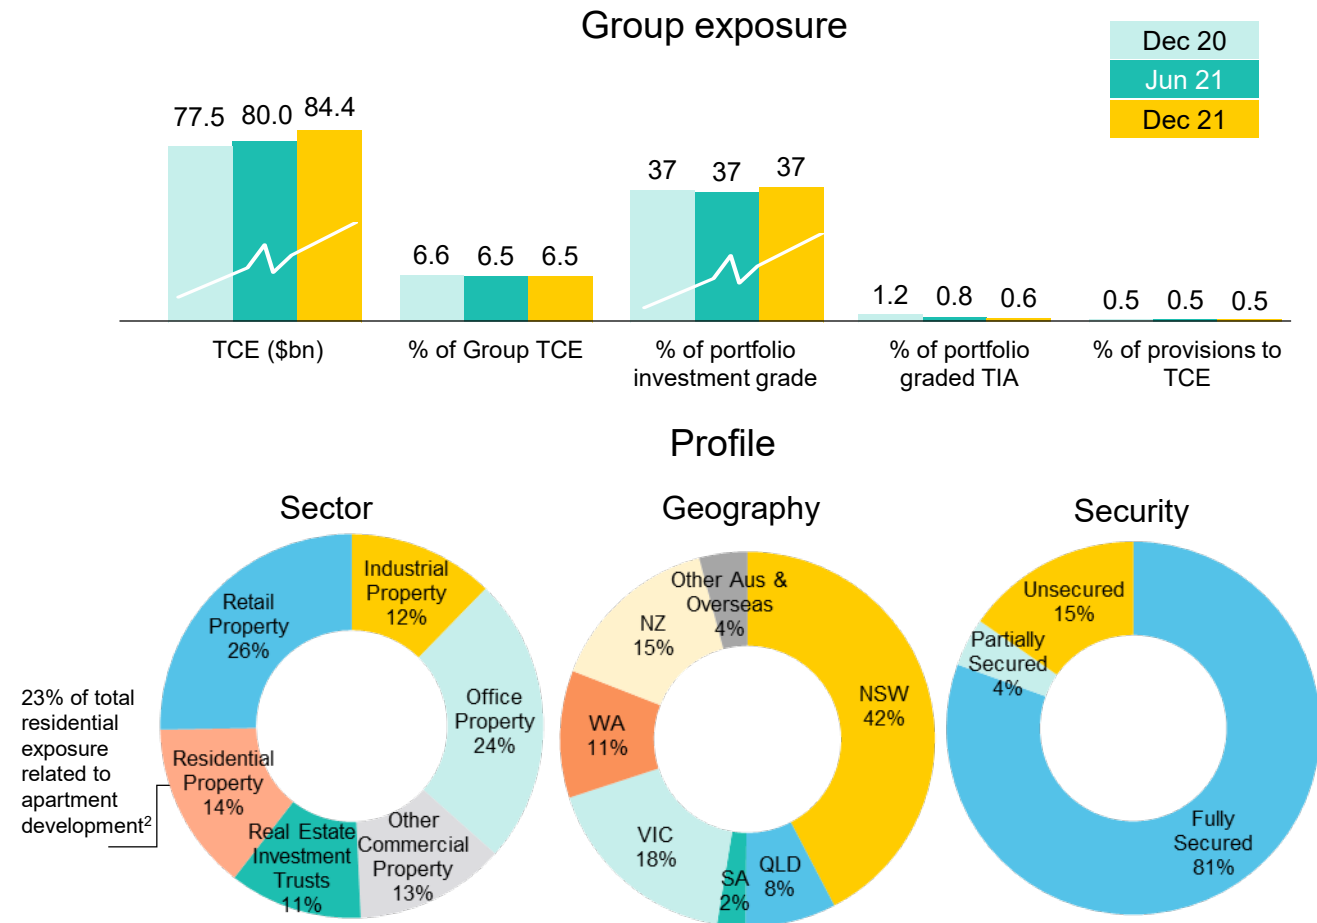 Group exposure
Dec 20
Jun 21
Dec 21
77.5 80.0 84.4
6.6 6.5 6.5
37 37 37
1.2 0.8 0.6
0.5 0.5 0.5
TCE ($bn)
% of Group TCE
% of portfolio
investment grade
% of portfolio
graded TIA
% of provisions to
TCE
Profile
Sector
Industrial
Property
12%
Office
Property
24%
Other
Commercial
Property
13%
Real Estate
Investment
Trusts
11%
Residential
Property
14%
Retail
Property
26%
23% of total
residential
exposure
related to
apartment
development²
Geography
Other Aus &
Overseas
4%
NSW
42%
QLD
8%
SA
2%
VIC
18%
WA
11%
NZ
15%
Security
Unsecured
15%
Partially
Secured
4%
Fully
Secured
81%